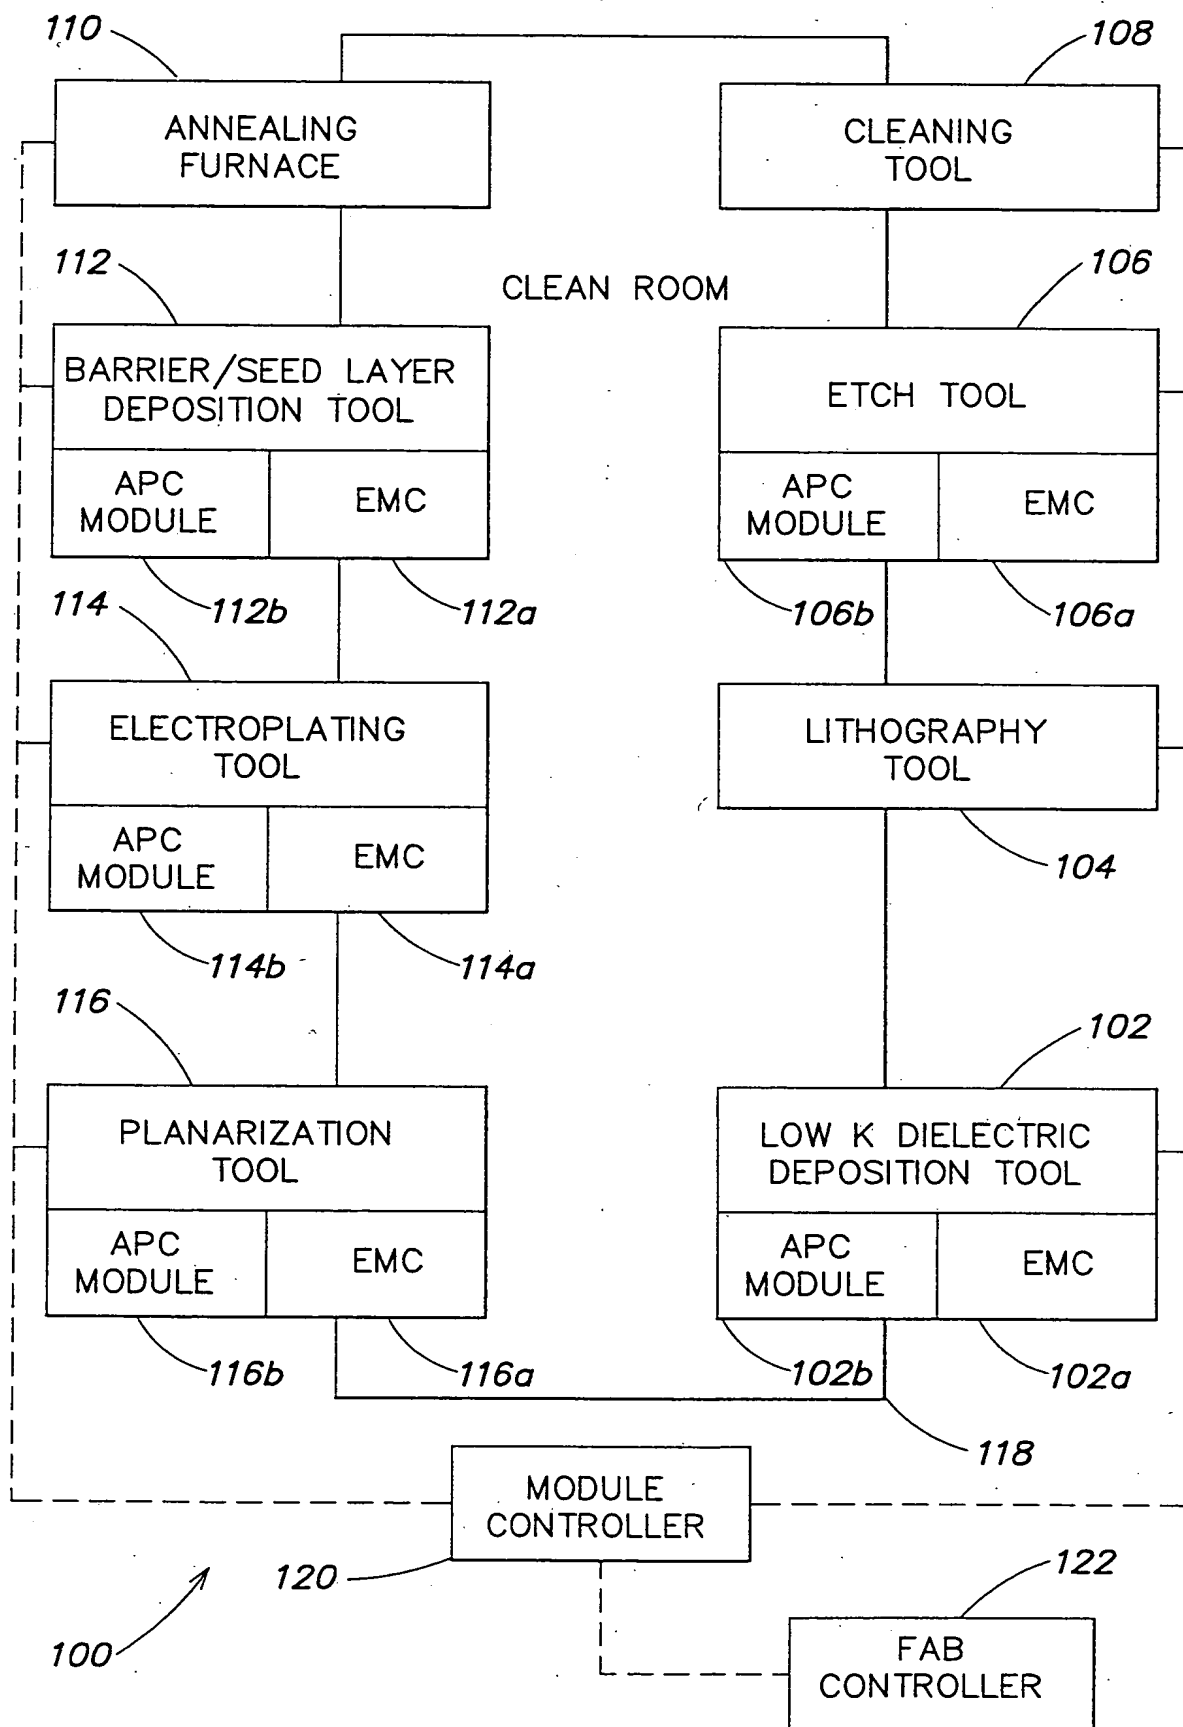 110
108
ANNEALING
FURNACE
CLEANING
TOOL
112
CLEAN ROOM
106
BARRIER/SEED LAYER
DEPOSITION TOOL
ETCH TOOL
APC
MODULE
EMC
APC
MODULE
EMC
114
112b
112a
106b
106a
ELECTROPLATING
TOOL
LITHOGRAPHY
TOOL
APC
MODULE
EMC
104
114b
114a
116
102
PLANARIZATION
TOOL
LOW K DIELECTRIC
DEPOSITION TOOL
APC
MODULE
EMC
APC
MODULE
EMC
116b
116a
102b
102a
118
MODULE
CONTROLLER
120
122
100
FAB
CONTROLLER